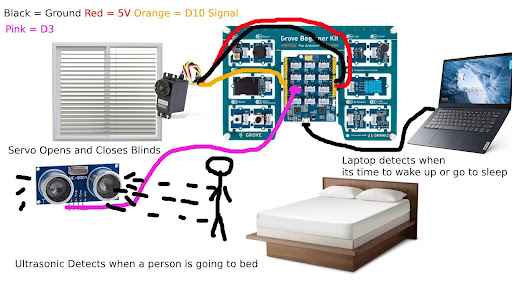 Black = Ground Red = 5V Orange = D10 Signal
Pink = D3
Grove Beginner Kit
Servo Opens and Closes Blinds
GROVE
Laptop detects when
its time to wake up or go to sleep
Ultrasonic Detects when a person is going to bed